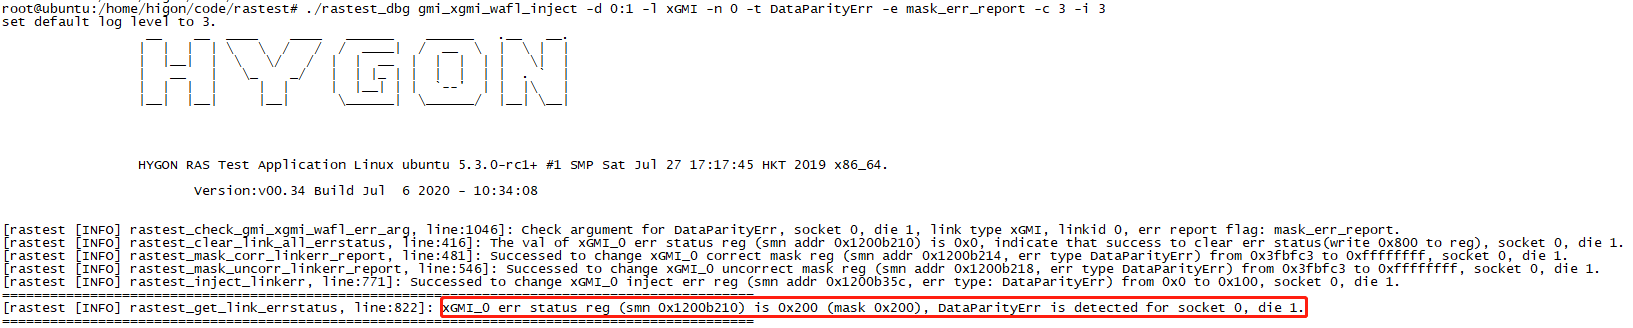 root@ubuntu:/home/higon/code/rastest# ./rastest_dbg gmi_xgmi_wafl_inject -d 0:1 -l xGMI -n 0 -t DataParityErr -e mask_err_report -c 3 -i 3
set default log level to 3.
HYGON
HYGON RAS Test Application Linux ubuntu 5.3.0-rc1+ #1 SMP Sat Jul 27 17:17:45 HKT 2019 x86_64.
Version:v00.34 Build Jul  6 2020 - 10:34:08
[rastest [INFO] rastest_check_gmi_xgmi_wafl_err_arg, line:1046]: Check argument for DataParityErr, socket 0, die 1, link type xGMI, linkid 0, err report flag: mask_err_report.
[rastest [INFO] rastest_clear_link_all_errstatus, line:416]: The val of xGMI_0 err status reg (smn addr 0x1200b210) is 0x0, indicate that success to clear err status(write 0x800 to reg), socket 0, die 1.
[rastest [INFO] rastest_mask_corr_linkerr_report, line:481]: Successed to change xGMI_0 correct mask reg (smn addr 0x1200b214, err type DataParityErr) from 0x3fbfc3 to 0xffffffff, socket 0, die 1.
[rastest [INFO] rastest_mask_uncorr_linkerr_report, line:546]: Successed to change xGMI_0 uncorrect mask reg (smn addr 0x1200b218, err type DataParityErr) from 0x3fbfc3 to 0xffffffff, socket 0, die 1.
[rastest [INFO] rastest_inject_linkerr, line:771]: Successed to change xGMI_0 inject err reg (smn addr 0x1200b35c, err type: DataParityErr) from 0x0 to 0x100, socket 0, die 1.
[rastest [INFO] rastest_get_link_errstatus, line:822]: xGMI_0 err status reg (smn 0x1200b210) is 0x200 (mask 0x200), DataParityErr is detected for socket 0, die 1.